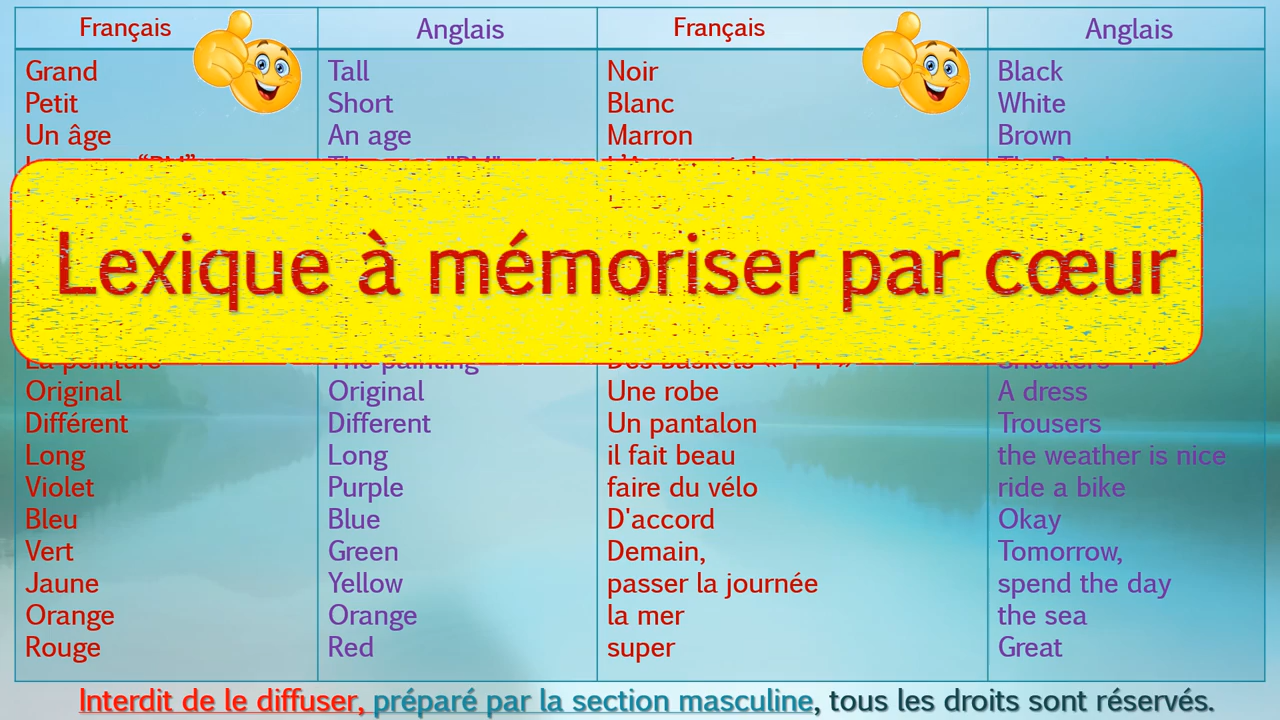 Français Anglais Français Anglais
Grand Tall Noir Black
Petit Short Blanc White
Un âge An age Marron Brown
Lexique à mémoriser par cœur
La peinture The painting Des Baskets
Original Original Une robe A dress
Différent Different Un pantalon Trousers
Long Long il fait beau the weather is nice
Violet Purple faire du vélo ride a bike
Bleu Blue D'accord Okay
Vert Green Demain, Tomorrow,
Jaune Yellow passer la journée spend the day
Orange Orange la mer the sea
Rouge Red super Great
Interdit de le diffuser, préparé par la section masculine, tous les droits sont réservés.